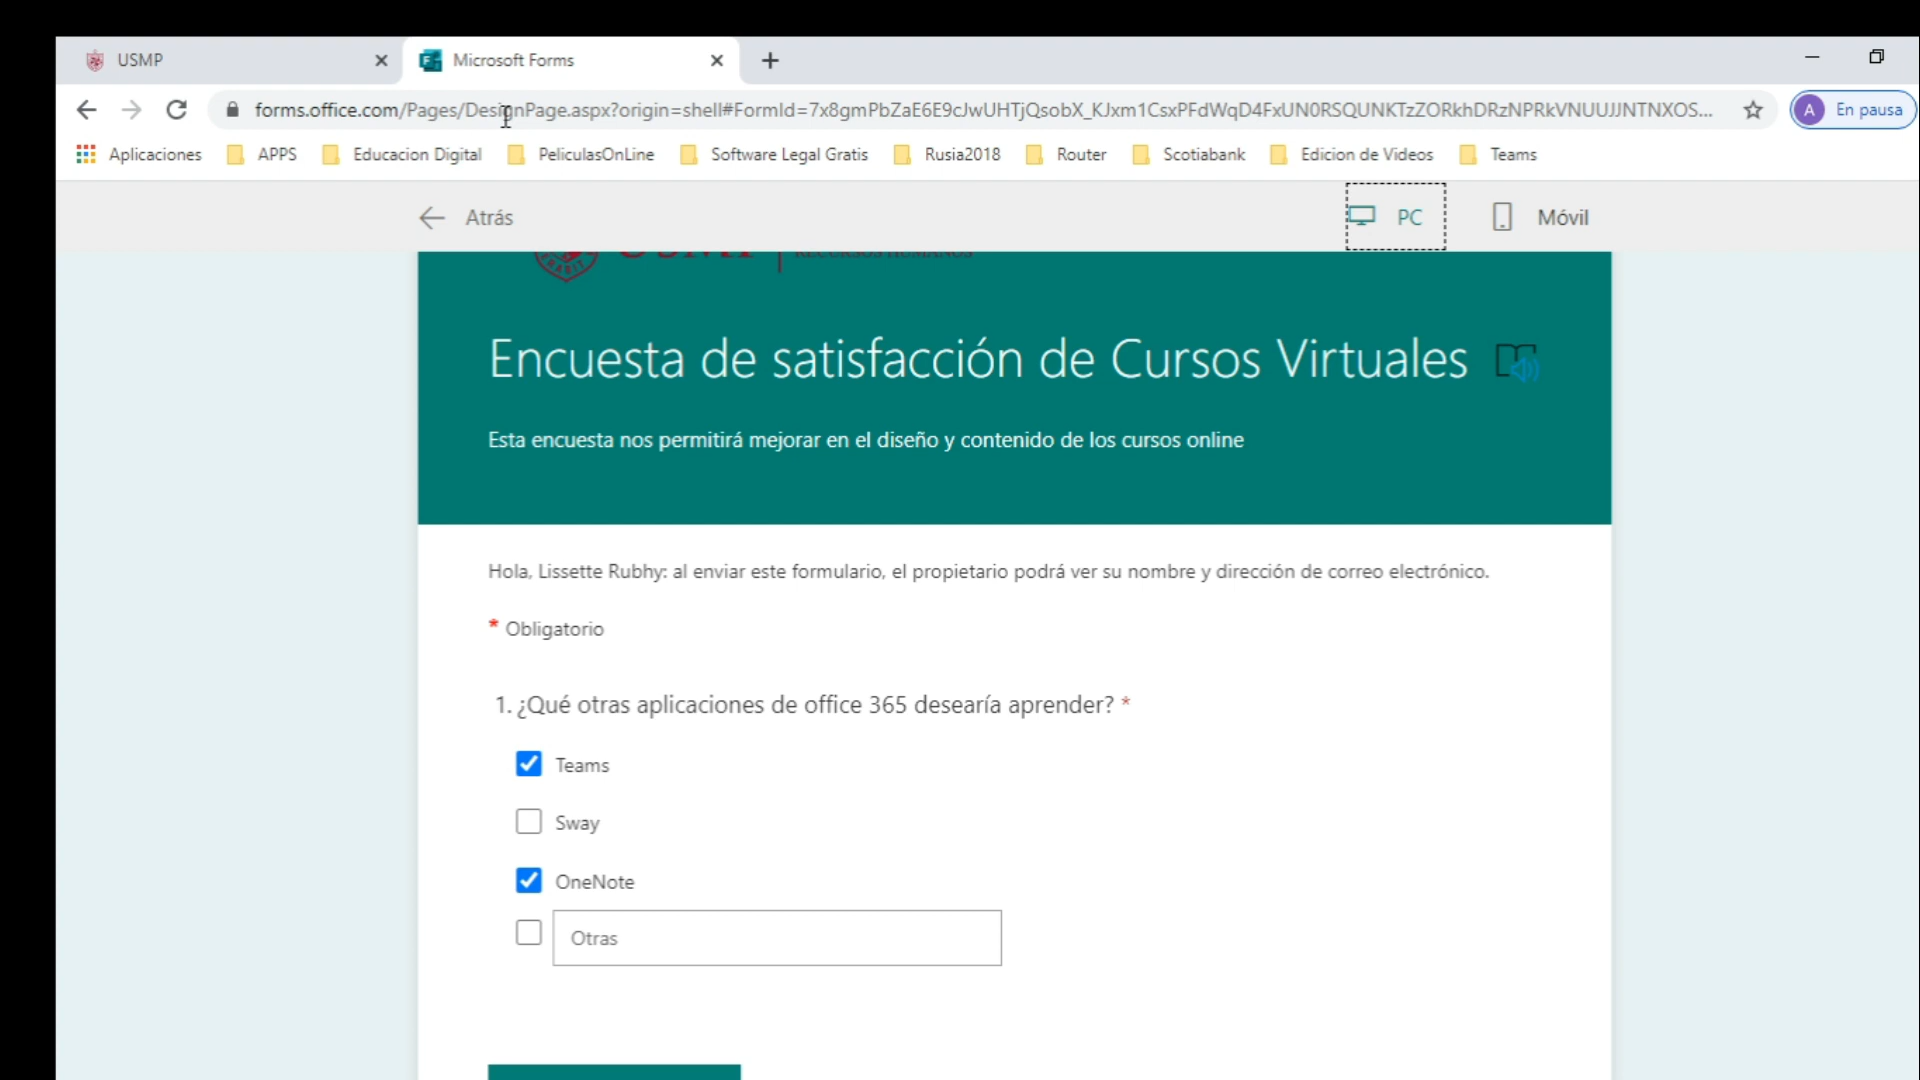 USMP
Microsoft Forms
forms.office.com/Pages/DesignPage.aspx?origin=shell#FormId=7x8gmPbZaE6E9cJwUHTjQsobX_KJxm1CsxPFdWqD4FxUN0RSQUNKTzZORkhDRzNPRkVNUUJJNTNXOS...
A
En pausa
Aplicaciones
APPS
Educacion Digital
PeliculasOnLine
Software Legal Gratis
Rusia2018
Router
Scotiabank
Edicion de Videos
Teams
Atrás
PC
Móvil
USMP
RECURSOS HUMANOS
Encuesta de satisfacción de Cursos Virtuales
Esta encuesta nos permitirá mejorar en el diseño y contenido de los cursos online
Hola, Lissette Rubhy: al enviar este formulario, el propietario podrá ver su nombre y dirección de correo electrónico.
* Obligatorio
1. ¿Qué otras aplicaciones de office 365 desearía aprender? *
Teams
Sway
OneNote
Otras